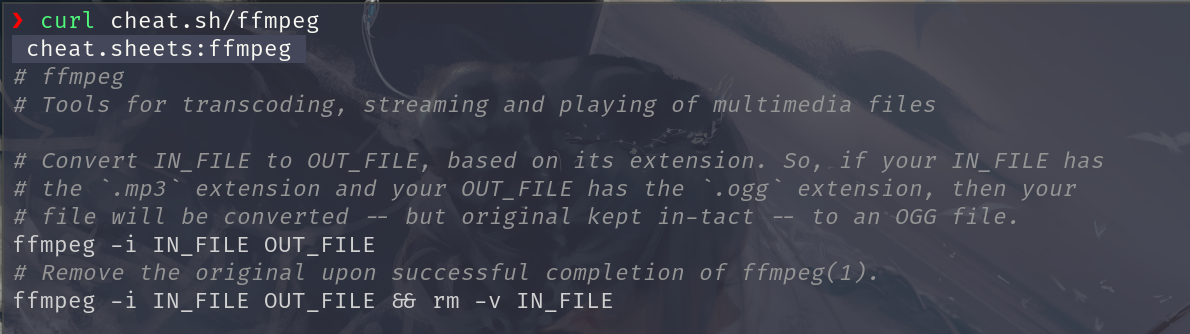 ❯ curl cheat.sh/ffmpeg
cheat.sheets:ffmpeg
# ffmpeg
# Tools for transcoding, streaming and playing of multimedia files
# Convert IN_FILE to OUT_FILE, based on its extension. So, if your IN_FILE has
# the `.mp3` extension and your OUT_FILE has the `.ogg` extension, then your
# file will be converted -- but original kept in-tact -- to an OGG file.
ffmpeg -i IN_FILE OUT_FILE
# Remove the original upon successful completion of ffmpeg(1).
ffmpeg -i IN_FILE OUT_FILE && rm -v IN_FILE